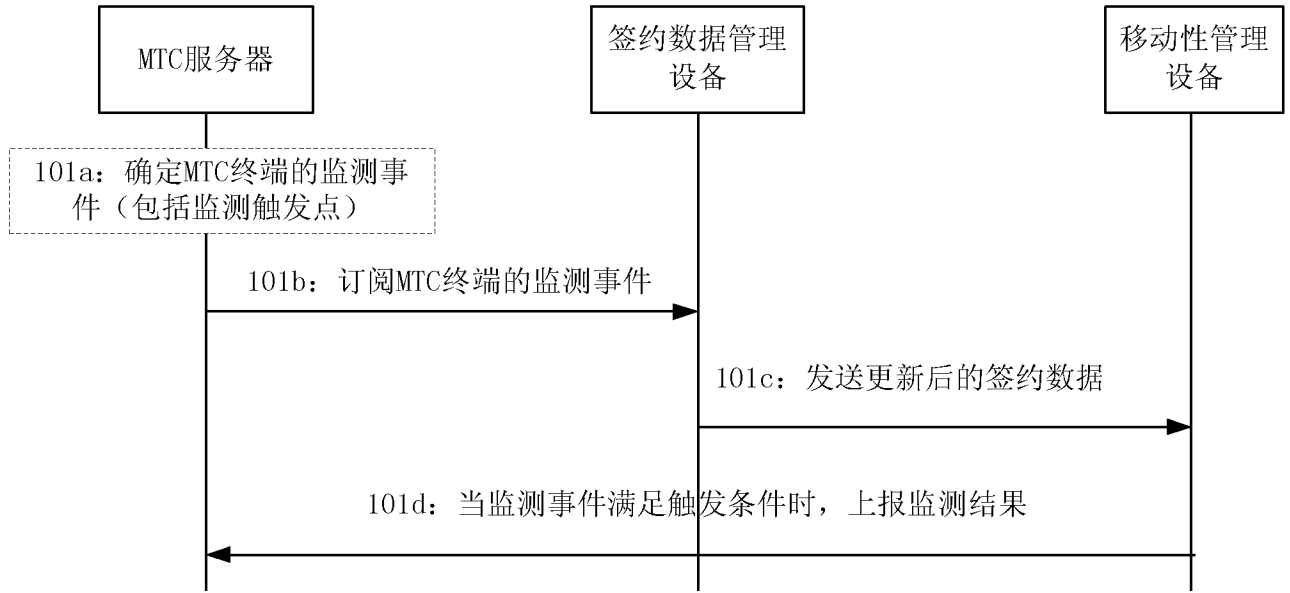 MTC服务器
签约数据管理
设备
移动性管理
设备
101a：确定MTC终端的监测事
件（包括监测触发点）
101b：订阅MTC终端的监测事件
101c：发送更新后的签约数据
101d：当监测事件满足触发条件时，上报监测结果